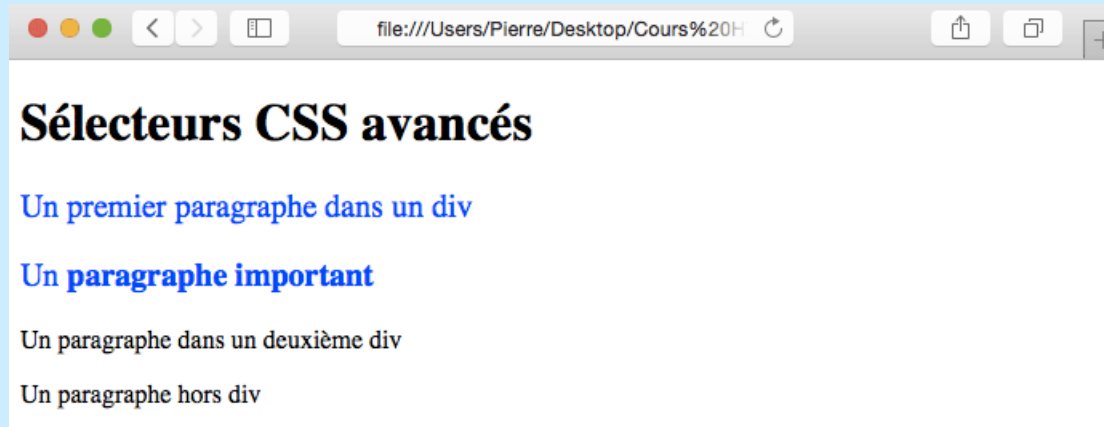 file:///Users/Pierre/Desktop/Cours%20H
Sélecteurs CSS avancés
Un premier paragraphe dans un div
Un paragraphe important
Un paragraphe dans un deuxième div
Un paragraphe hors div